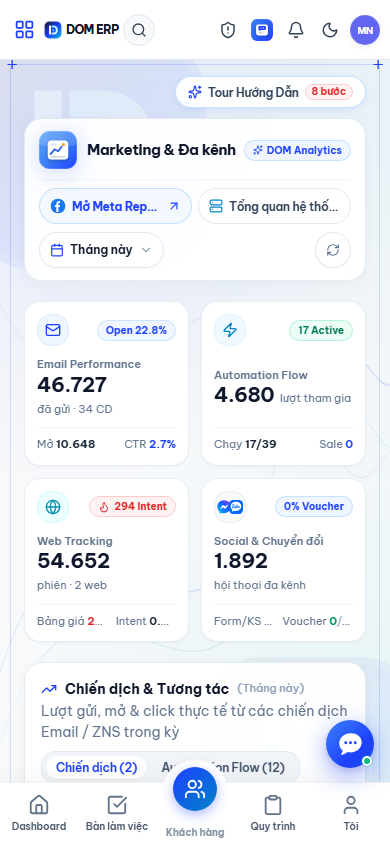 DOM ERP
MN
Tour Hướng Dẫn 8 bước
Marketing & Đa kênh DOM Analytics
Mở Meta Rep... Tổng quan hệ thố...
Tháng này
Open 22.8%
Email Performance
46.727
đã gửi · 34 CD
Mở 10.648 CTR 2.7%
17 Active
Automation Flow
4.680 lượt tham gia
Chạy 17/39 Sale 0
294 Intent
Web Tracking
54.652
phiên · 2 web
Bảng giá 2... Intent 0....
0% Voucher
Social & Chuyển đổi
1.892
hội thoại đa kênh
Form/KS ... Voucher 0/...
Chiến dịch & Tương tác (Tháng này)
Lượt gửi, mở & click thực tế từ các chiến dịch
Email / ZNS trong kỳ
Chiến dịch (2) Flow (12)
Dashboard Bàn làm việc Khách hàng Quy trình Tôi